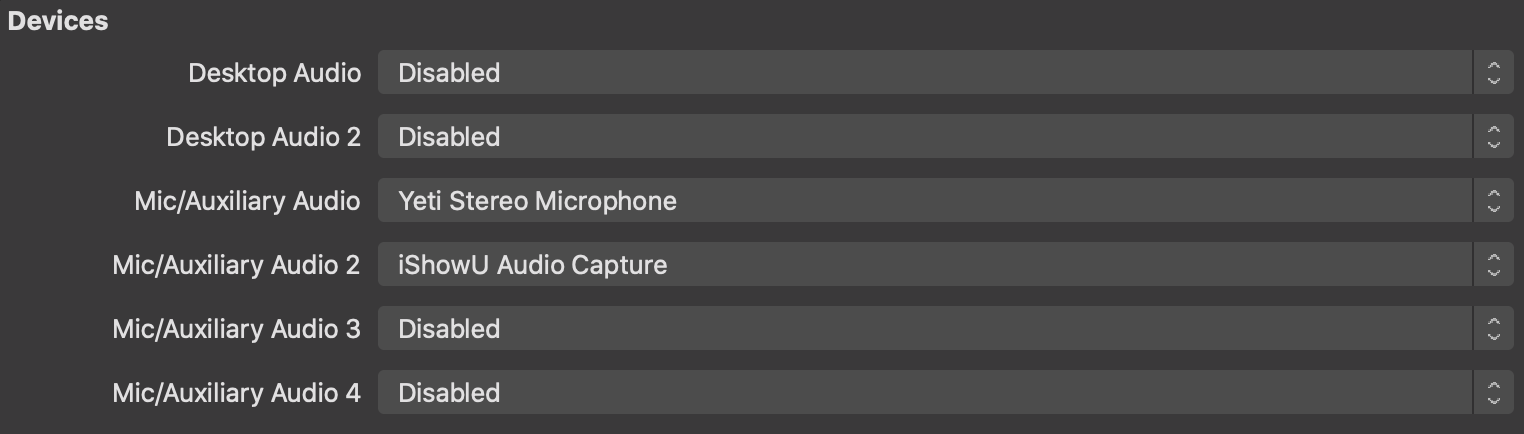 Devices
Desktop Audio Disabled
Desktop Audio 2 Disabled
Mic/Auxiliary Audio Yeti Stereo Microphone
Mic/Auxiliary Audio 2 iShowU Audio Capture
Mic/Auxiliary Audio 3 Disabled
Mic/Auxiliary Audio 4 Disabled